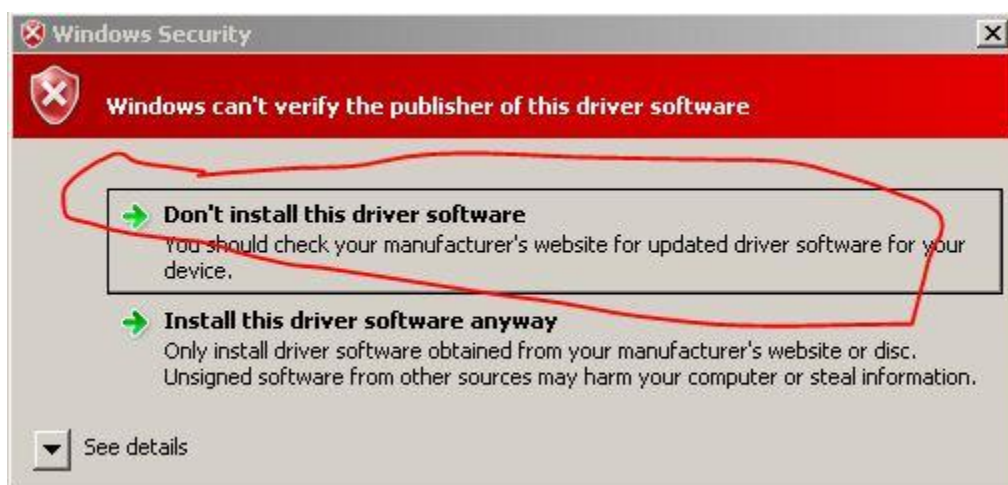 Windows Security
Windows can't verify the publisher of this driver software
Don't install this driver software
You should check your manufacturer's website for updated driver software for your
device.
Install this driver software anyway
Only install driver software obtained from your manufacturer's website or disc.
Unsigned software from other sources may harm your computer or steal information.
See details